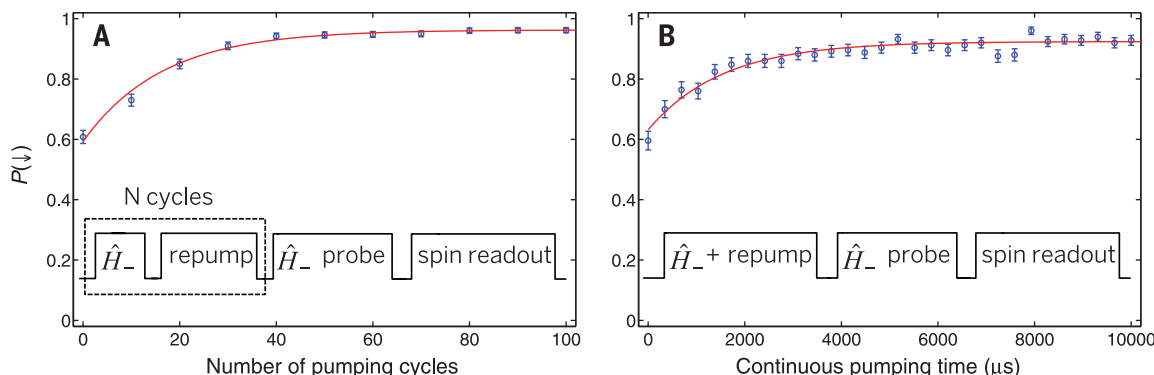 A
P(↓)
1
0.8
0.6
0.4
0.2
0
N cycles
Ĥ₋
repump
Ĥ₋ probe
spin readout
0
20
40
60
80
100
Number of pumping cycles
B
1
0.8
0.6
0.4
0.2
0
Ĥ₋ + repump
Ĥ₋ probe
spin readout
0
2000
4000
6000
8000
10000
Continuous pumping time (μs)